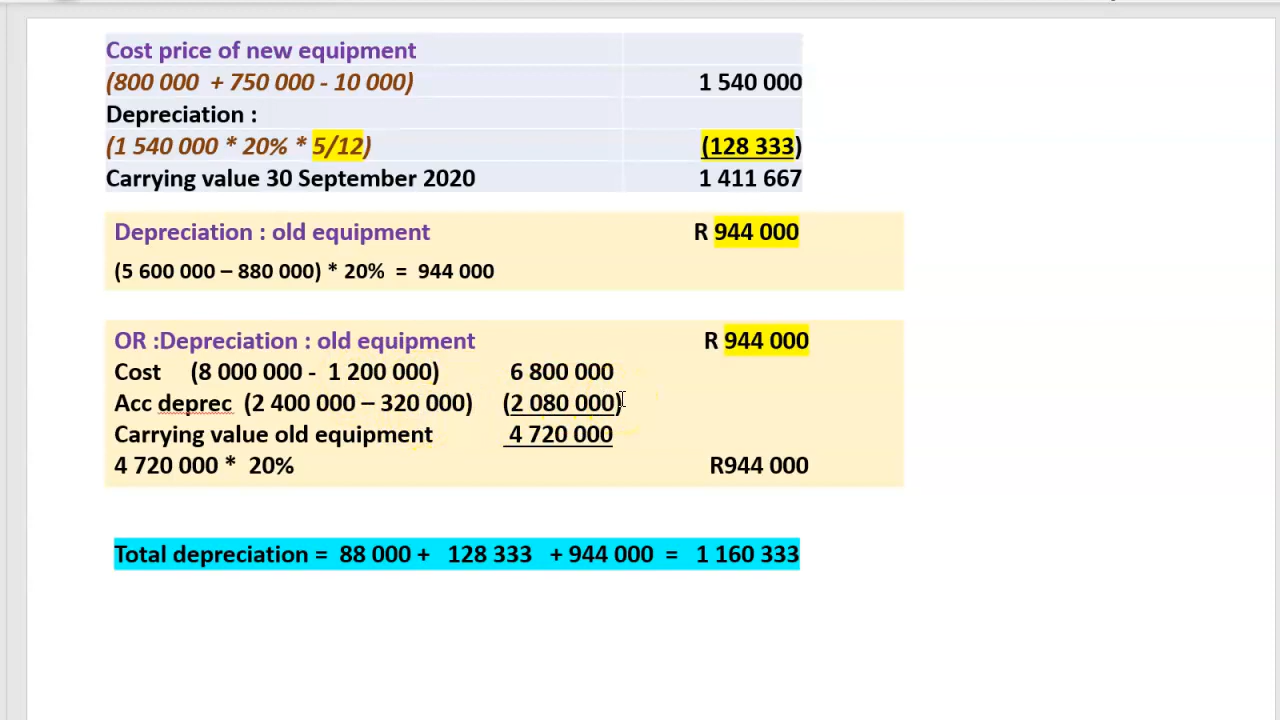 Cost price of new equipment
(800 000 + 750 000 - 10 000) 1 540 000
Depreciation :
(1 540 000 * 20% * 5/12) (128 333)
Carrying value 30 September 2020 1 411 667
Depreciation : old equipment R 944 000
(5 600 000 – 880 000) * 20% = 944 000
OR :Depreciation : old equipment R 944 000
Cost (8 000 000 - 1 200 000) 6 800 000
Acc deprec (2 400 000 – 320 000) (2 080 000)
Carrying value old equipment 4 720 000
4 720 000 * 20% R944 000
Total depreciation = 88 000 + 128 333 + 944 000 = 1 160 333